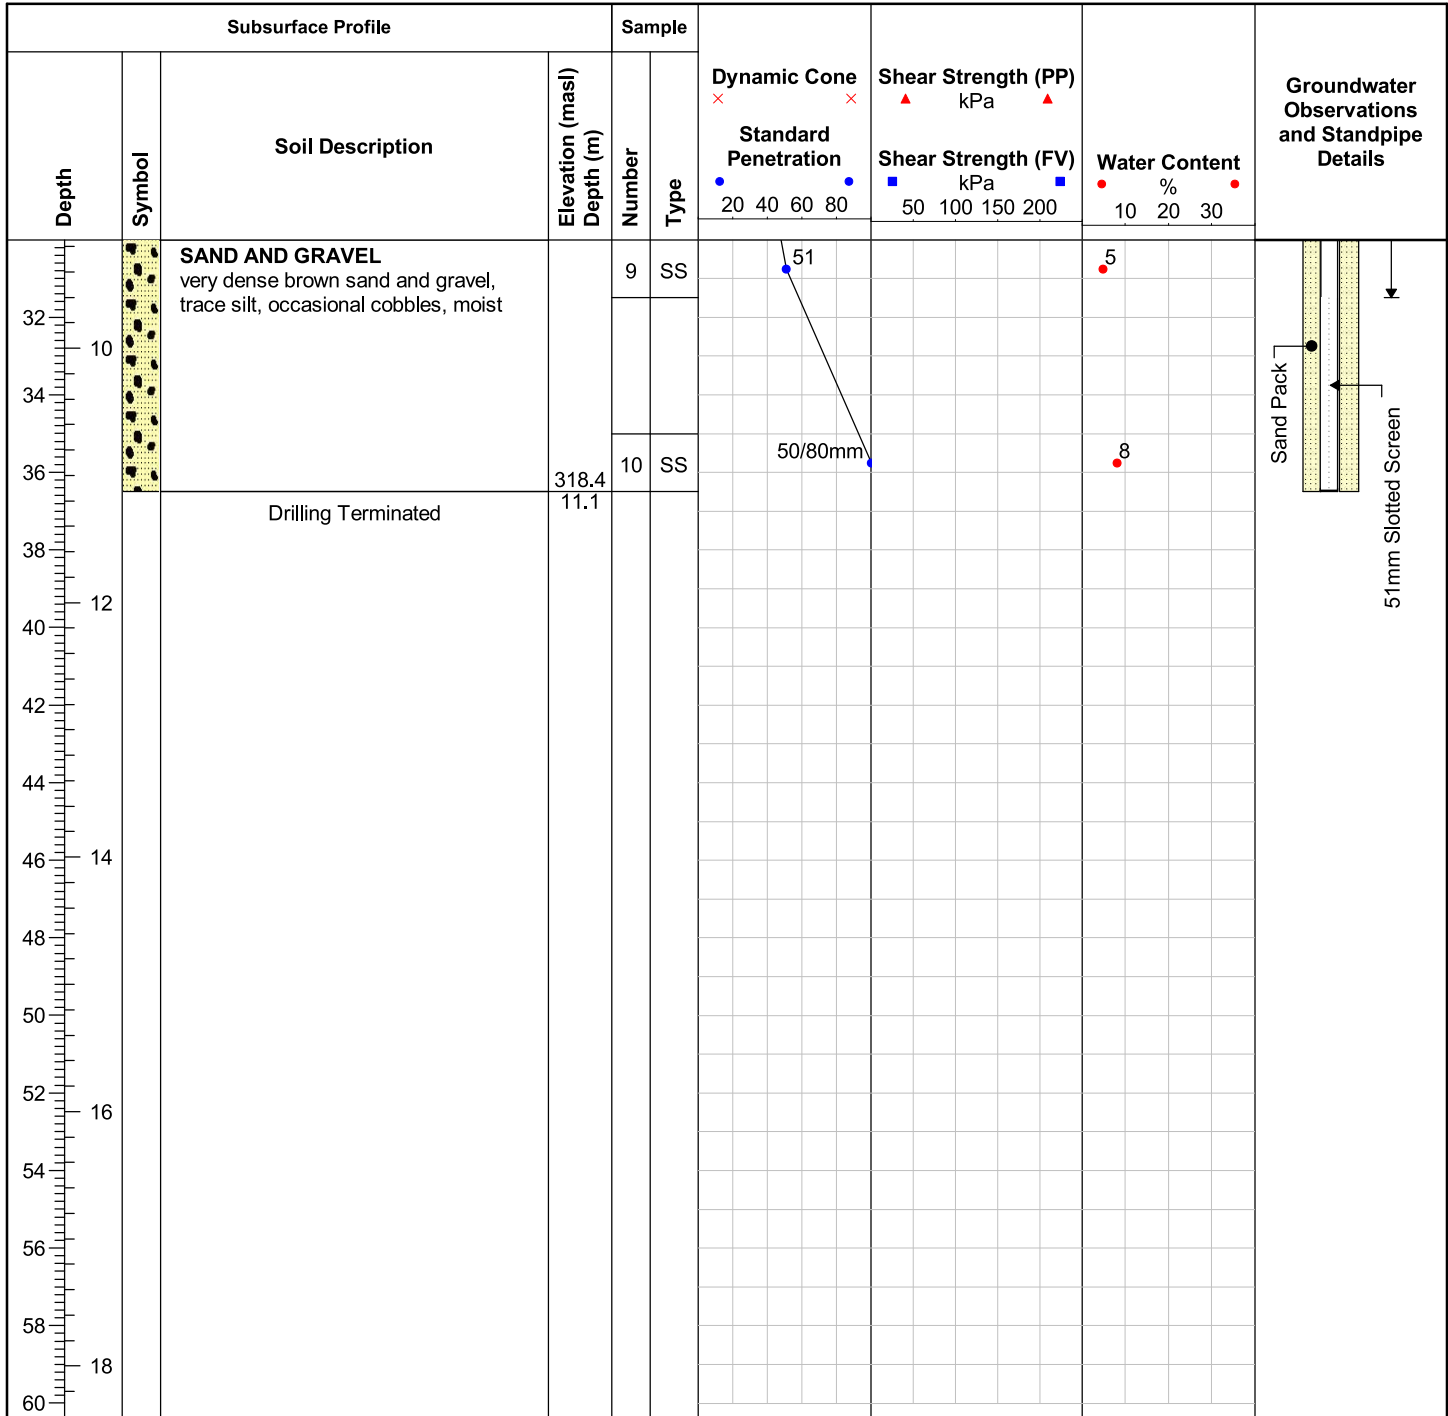 Subsurface Profile
Sample
Depth
Symbol
Soil Description
Elevation (masl)
Depth (m)
Number
Type
Dynamic Cone
Standard
Penetration
20 40 60 80
Shear Strength (PP)
kPa
Shear Strength (FV)
kPa
50 100 150 200
Water Content
%
10 20 30
Groundwater
Observations
and Standpipe
Details
SAND AND GRAVEL
very dense brown sand and gravel,
trace silt, occasional cobbles, moist
9 SS
51
5
32
10
34
36
318.4
11.1
10 SS
50/80mm
8
Sand Pack
51mm Slotted Screen
Drilling Terminated
38
12
40
42
44
46
14
48
50
52
16
54
56
58
18
60